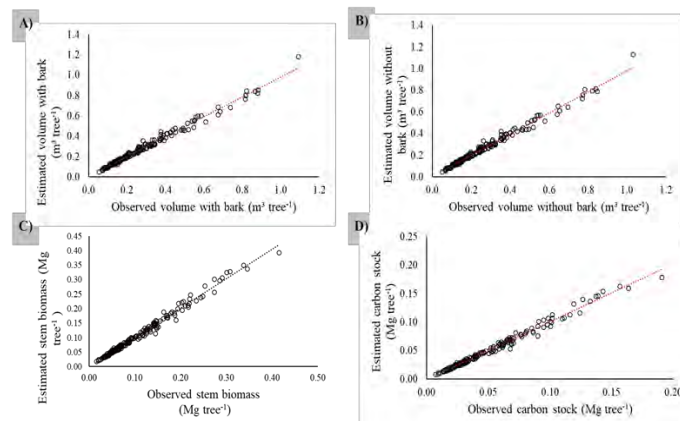 A)
Estimated volume with bark
(m³ tree⁻¹)
1.4
1.2
1.0
0.8
0.6
0.4
0.2
0.0
0.0 0.2 0.4 0.6 0.8 1.0 1.2
Observed volume with bark (m³ tree⁻¹)
B)
Estimated volume without
bark (m³ tree⁻¹)
1.4
1.2
1.0
0.8
0.6
0.4
0.2
0.0
0.0 0.2 0.4 0.6 0.8 1.0 1.2
Observed volume without bark (m³ tree⁻¹)
C)
Estimated stem biomass (Mg
tree⁻¹)
0.45
0.40
0.35
0.30
0.25
0.20
0.15
0.10
0.05
0.00
0.00 0.10 0.20 0.30 0.40 0.50
Observed stem biomass
(Mg tree⁻¹)
D)
Estimated carbon stock
(Mg tree⁻¹)
0.25
0.20
0.15
0.10
0.05
0.00
0.00 0.05 0.10 0.15 0.20
Observed carbon stock (Mg tree⁻¹)